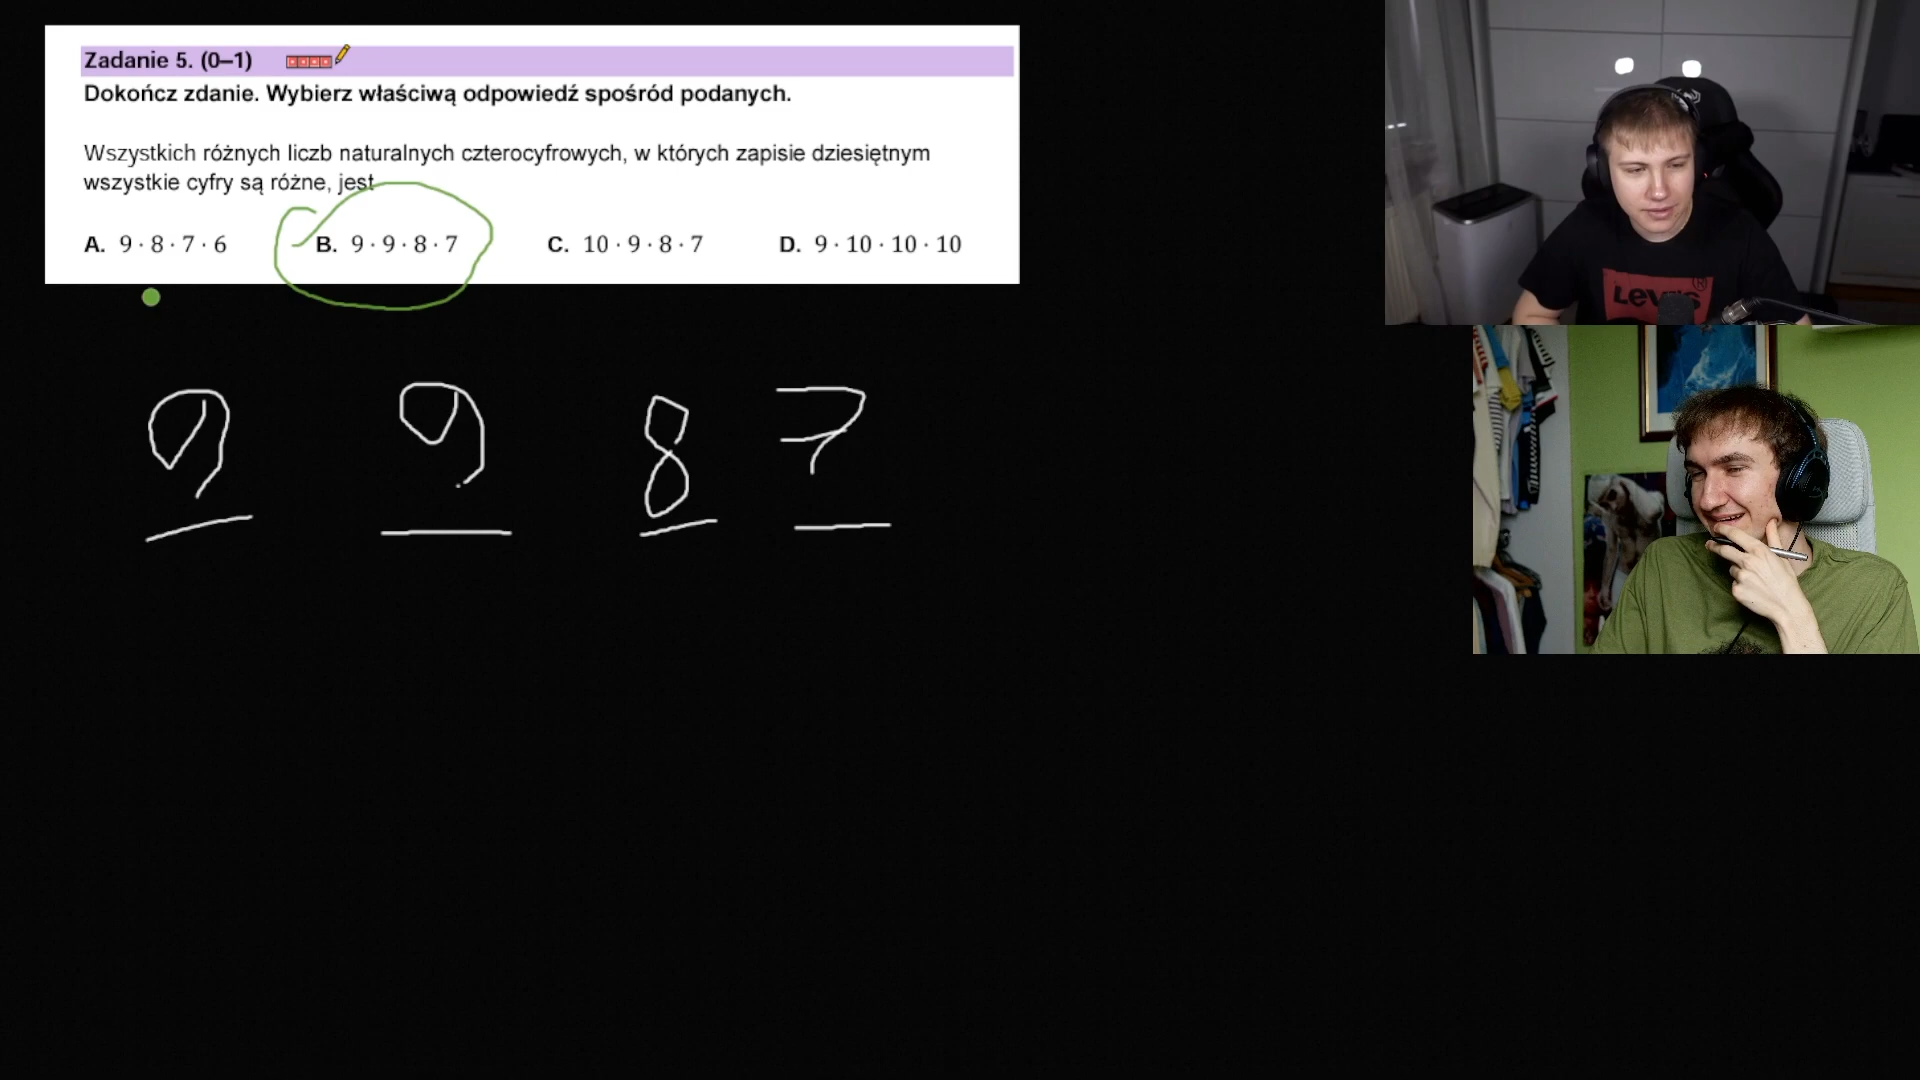 Zadanie 5. (0–1)
Dokończ zdanie. Wybierz właściwą odpowiedź spośród podanych.
Wszystkich różnych liczb naturalnych czterocyfrowych, w których zapisie dziesiętnym
wszystkie cyfry są różne, jest
A. 9 · 8 · 7 · 6 B. 9 · 9 · 8 · 7 C. 10 · 9 · 8 · 7 D. 9 · 10 · 10 · 10
9 9 8 7
Levi's